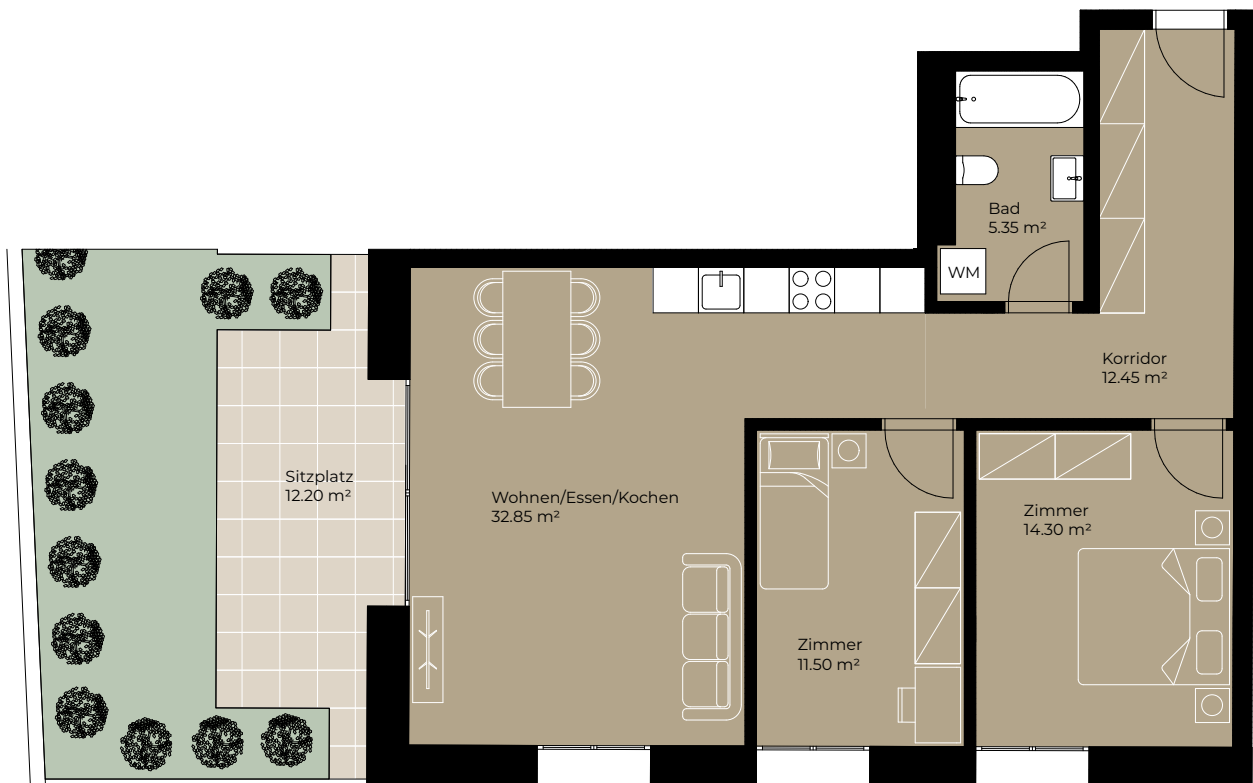 Bad
5.35 m²
WM
Korridor
12.45 m²
Sitzplatz
12.20 m²
Wohnen/Essen/Kochen
32.85 m²
Zimmer
14.30 m²
Zimmer
11.50 m²